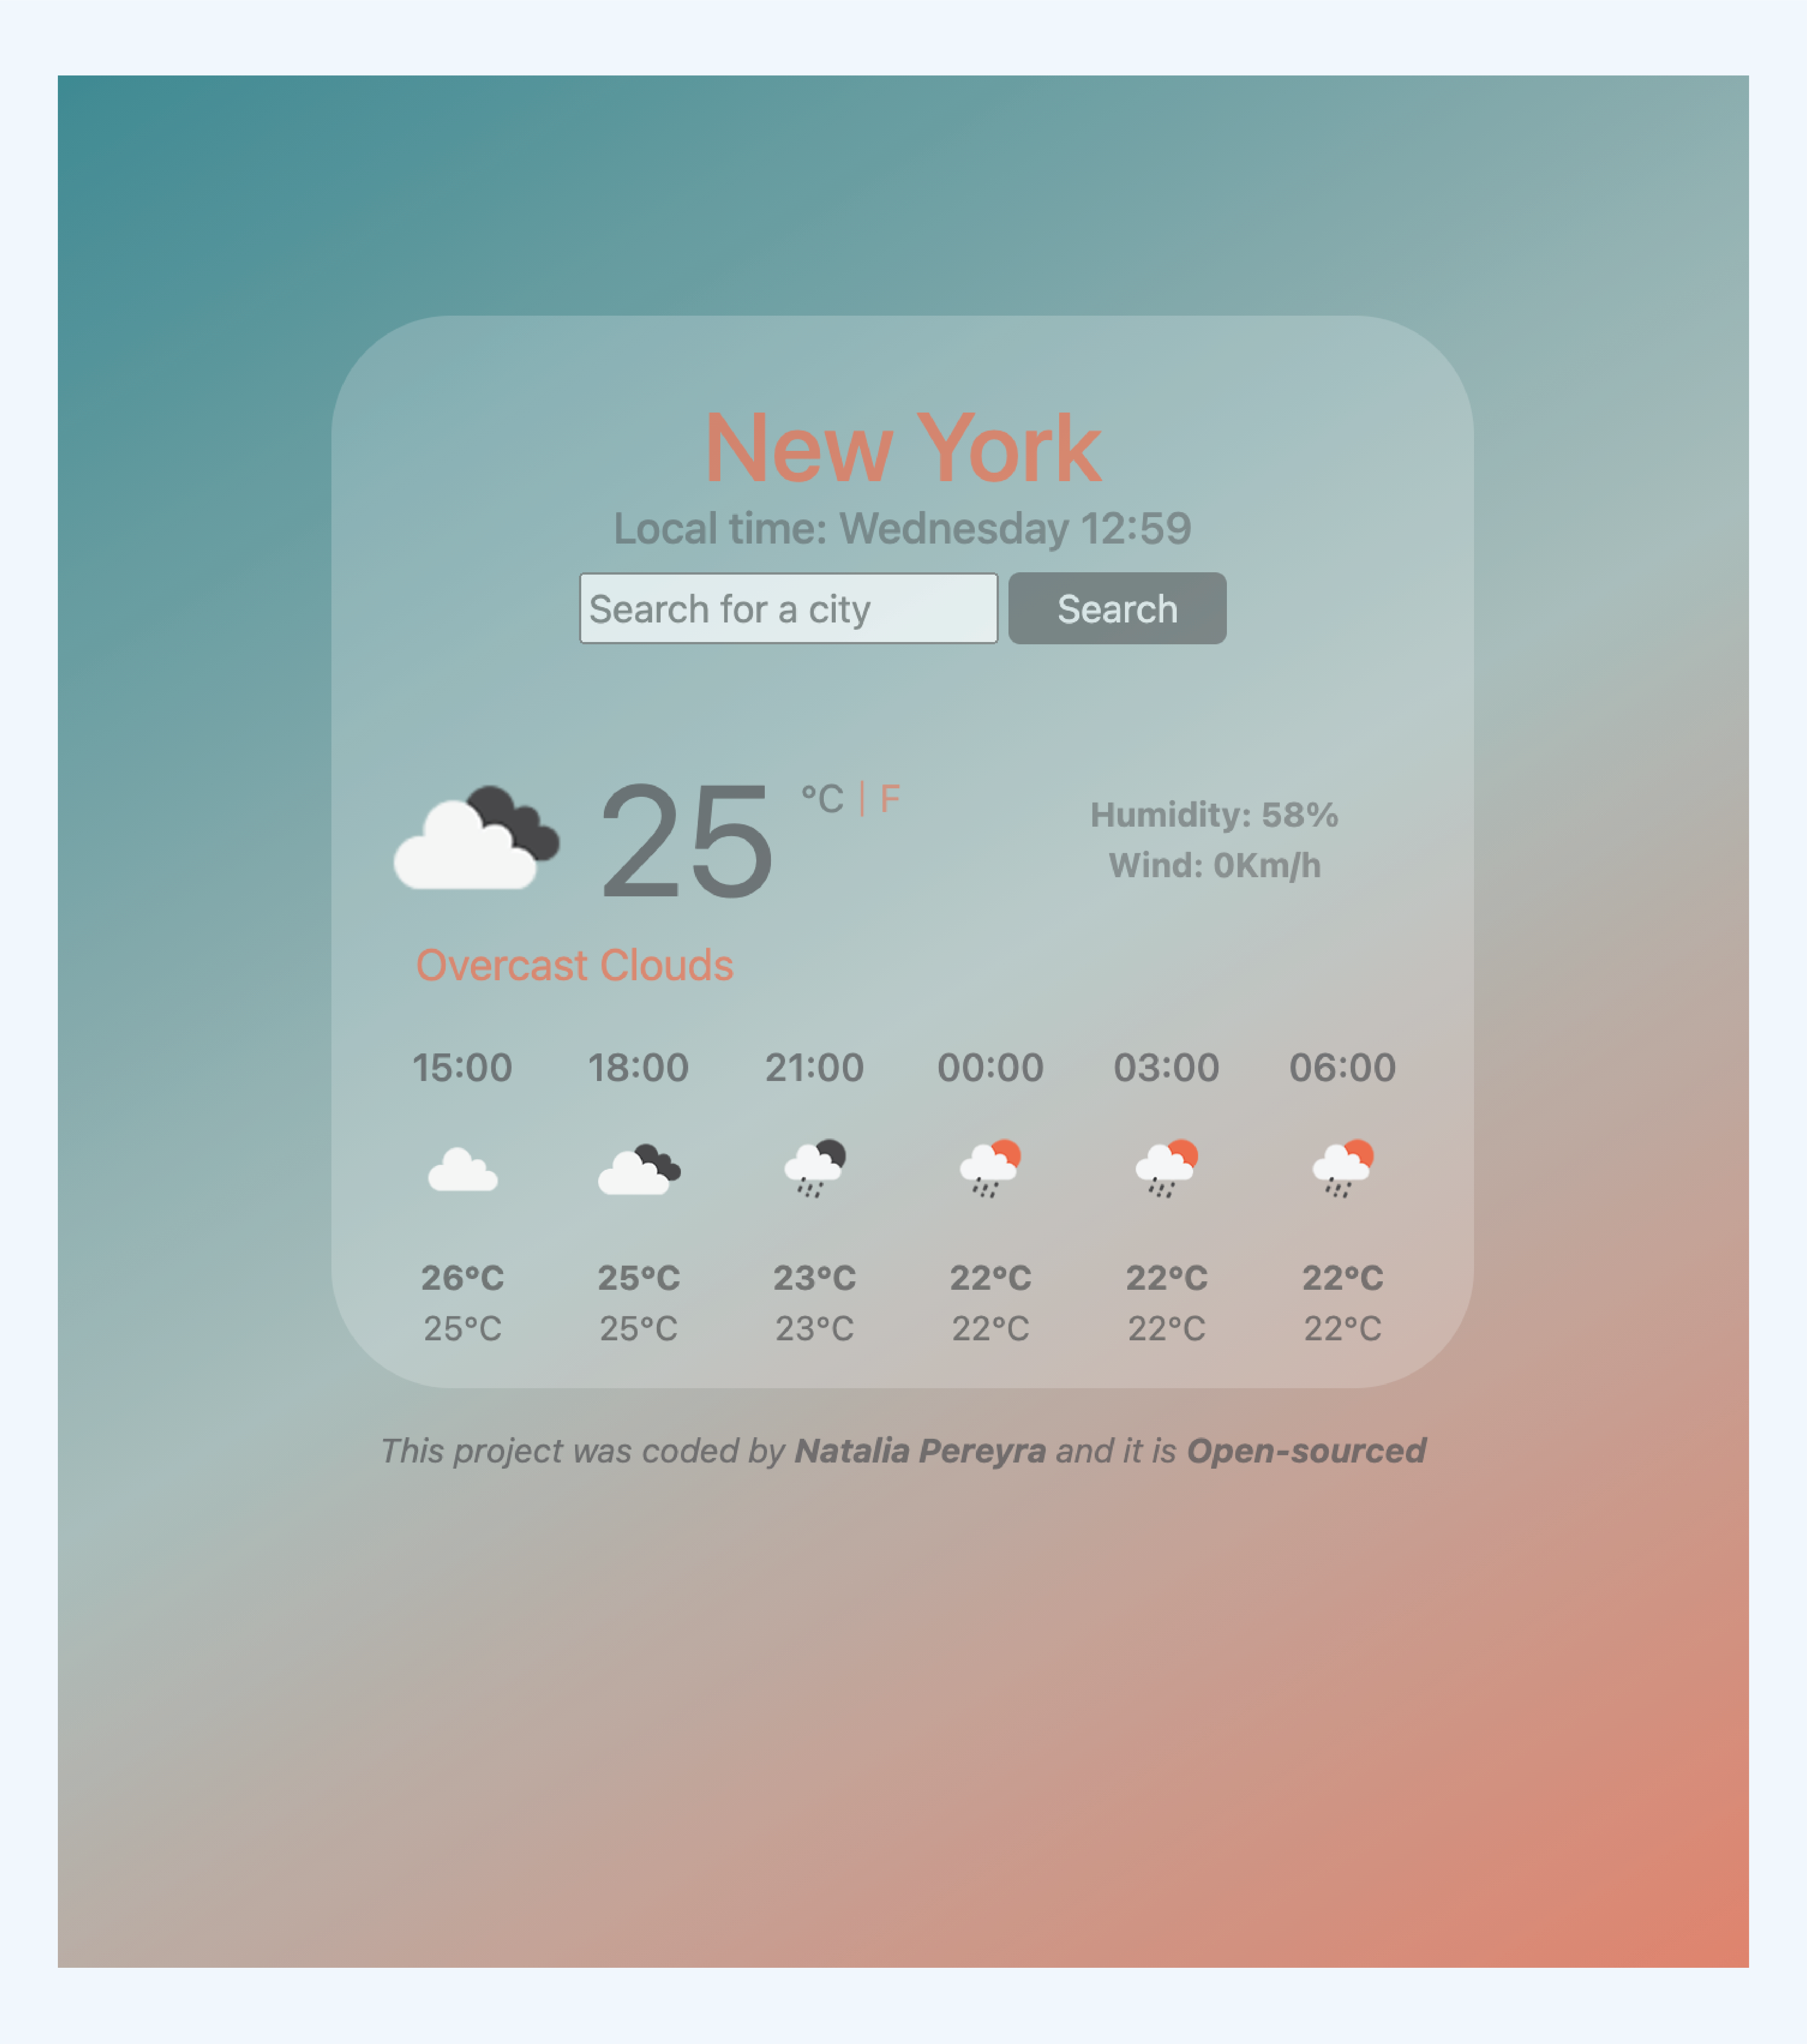 New York
Local time: Wednesday 12:59
Search for a city
Search
25 °C | F
Humidity: 58%
Wind: 0Km/h
Overcast Clouds
15:00 18:00 21:00 00:00 03:00 06:00
26°C 25°C 23°C 22°C 22°C 22°C
25°C 25°C 23°C 22°C 22°C 22°C
This project was coded by Natalia Pereyra and it is Open-sourced